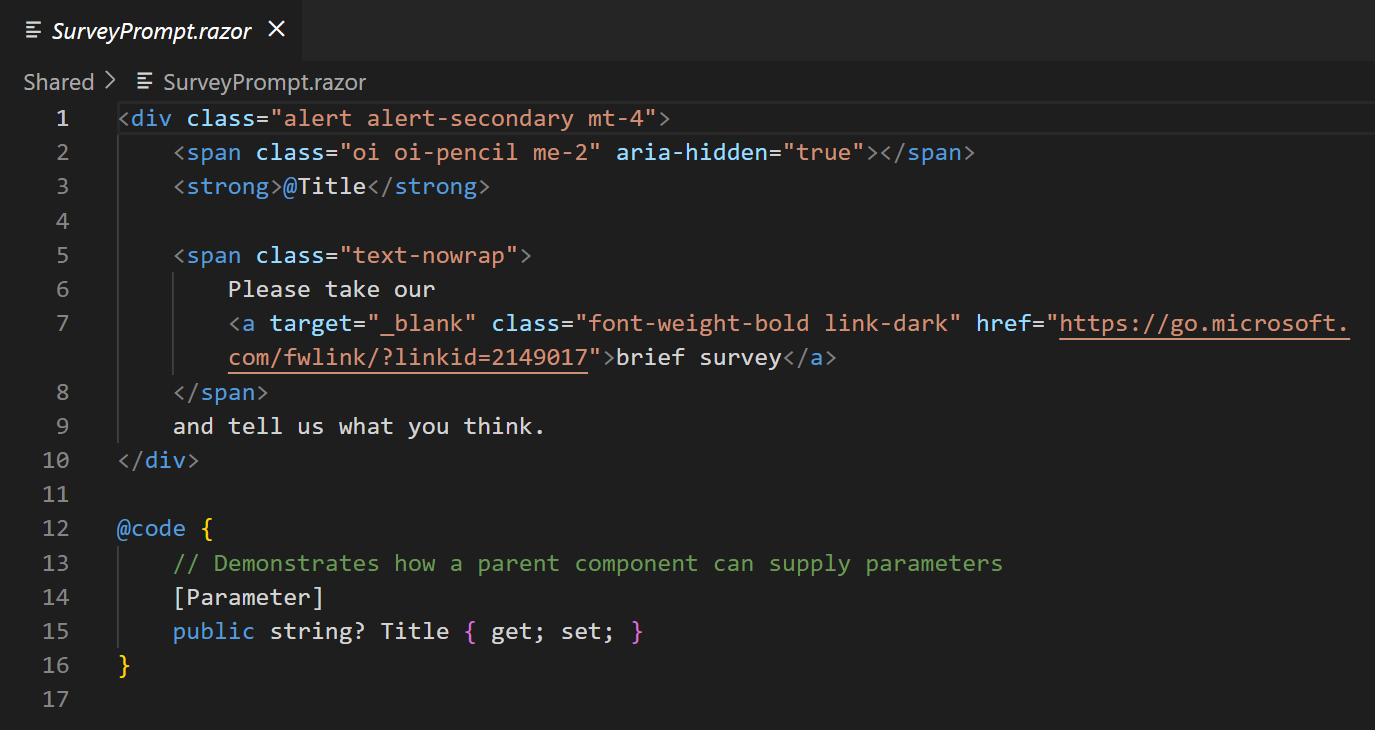 SurveyPrompt.razor
Shared > SurveyPrompt.razor
1 <div class="alert alert-secondary mt-4">
2     <span class="oi oi-pencil me-2" aria-hidden="true"></span>
3     <strong>@Title</strong>
4
5     <span class="text-nowrap">
6         Please take our
7         <a target="_blank" class="font-weight-bold link-dark" href="https://go.microsoft.
        com/fwlink/?linkid=2149017">brief survey</a>
8     </span>
9     and tell us what you think.
10 </div>
11
12 @code {
13     // Demonstrates how a parent component can supply parameters
14     [Parameter]
15     public string? Title { get; set; }
16 }
17